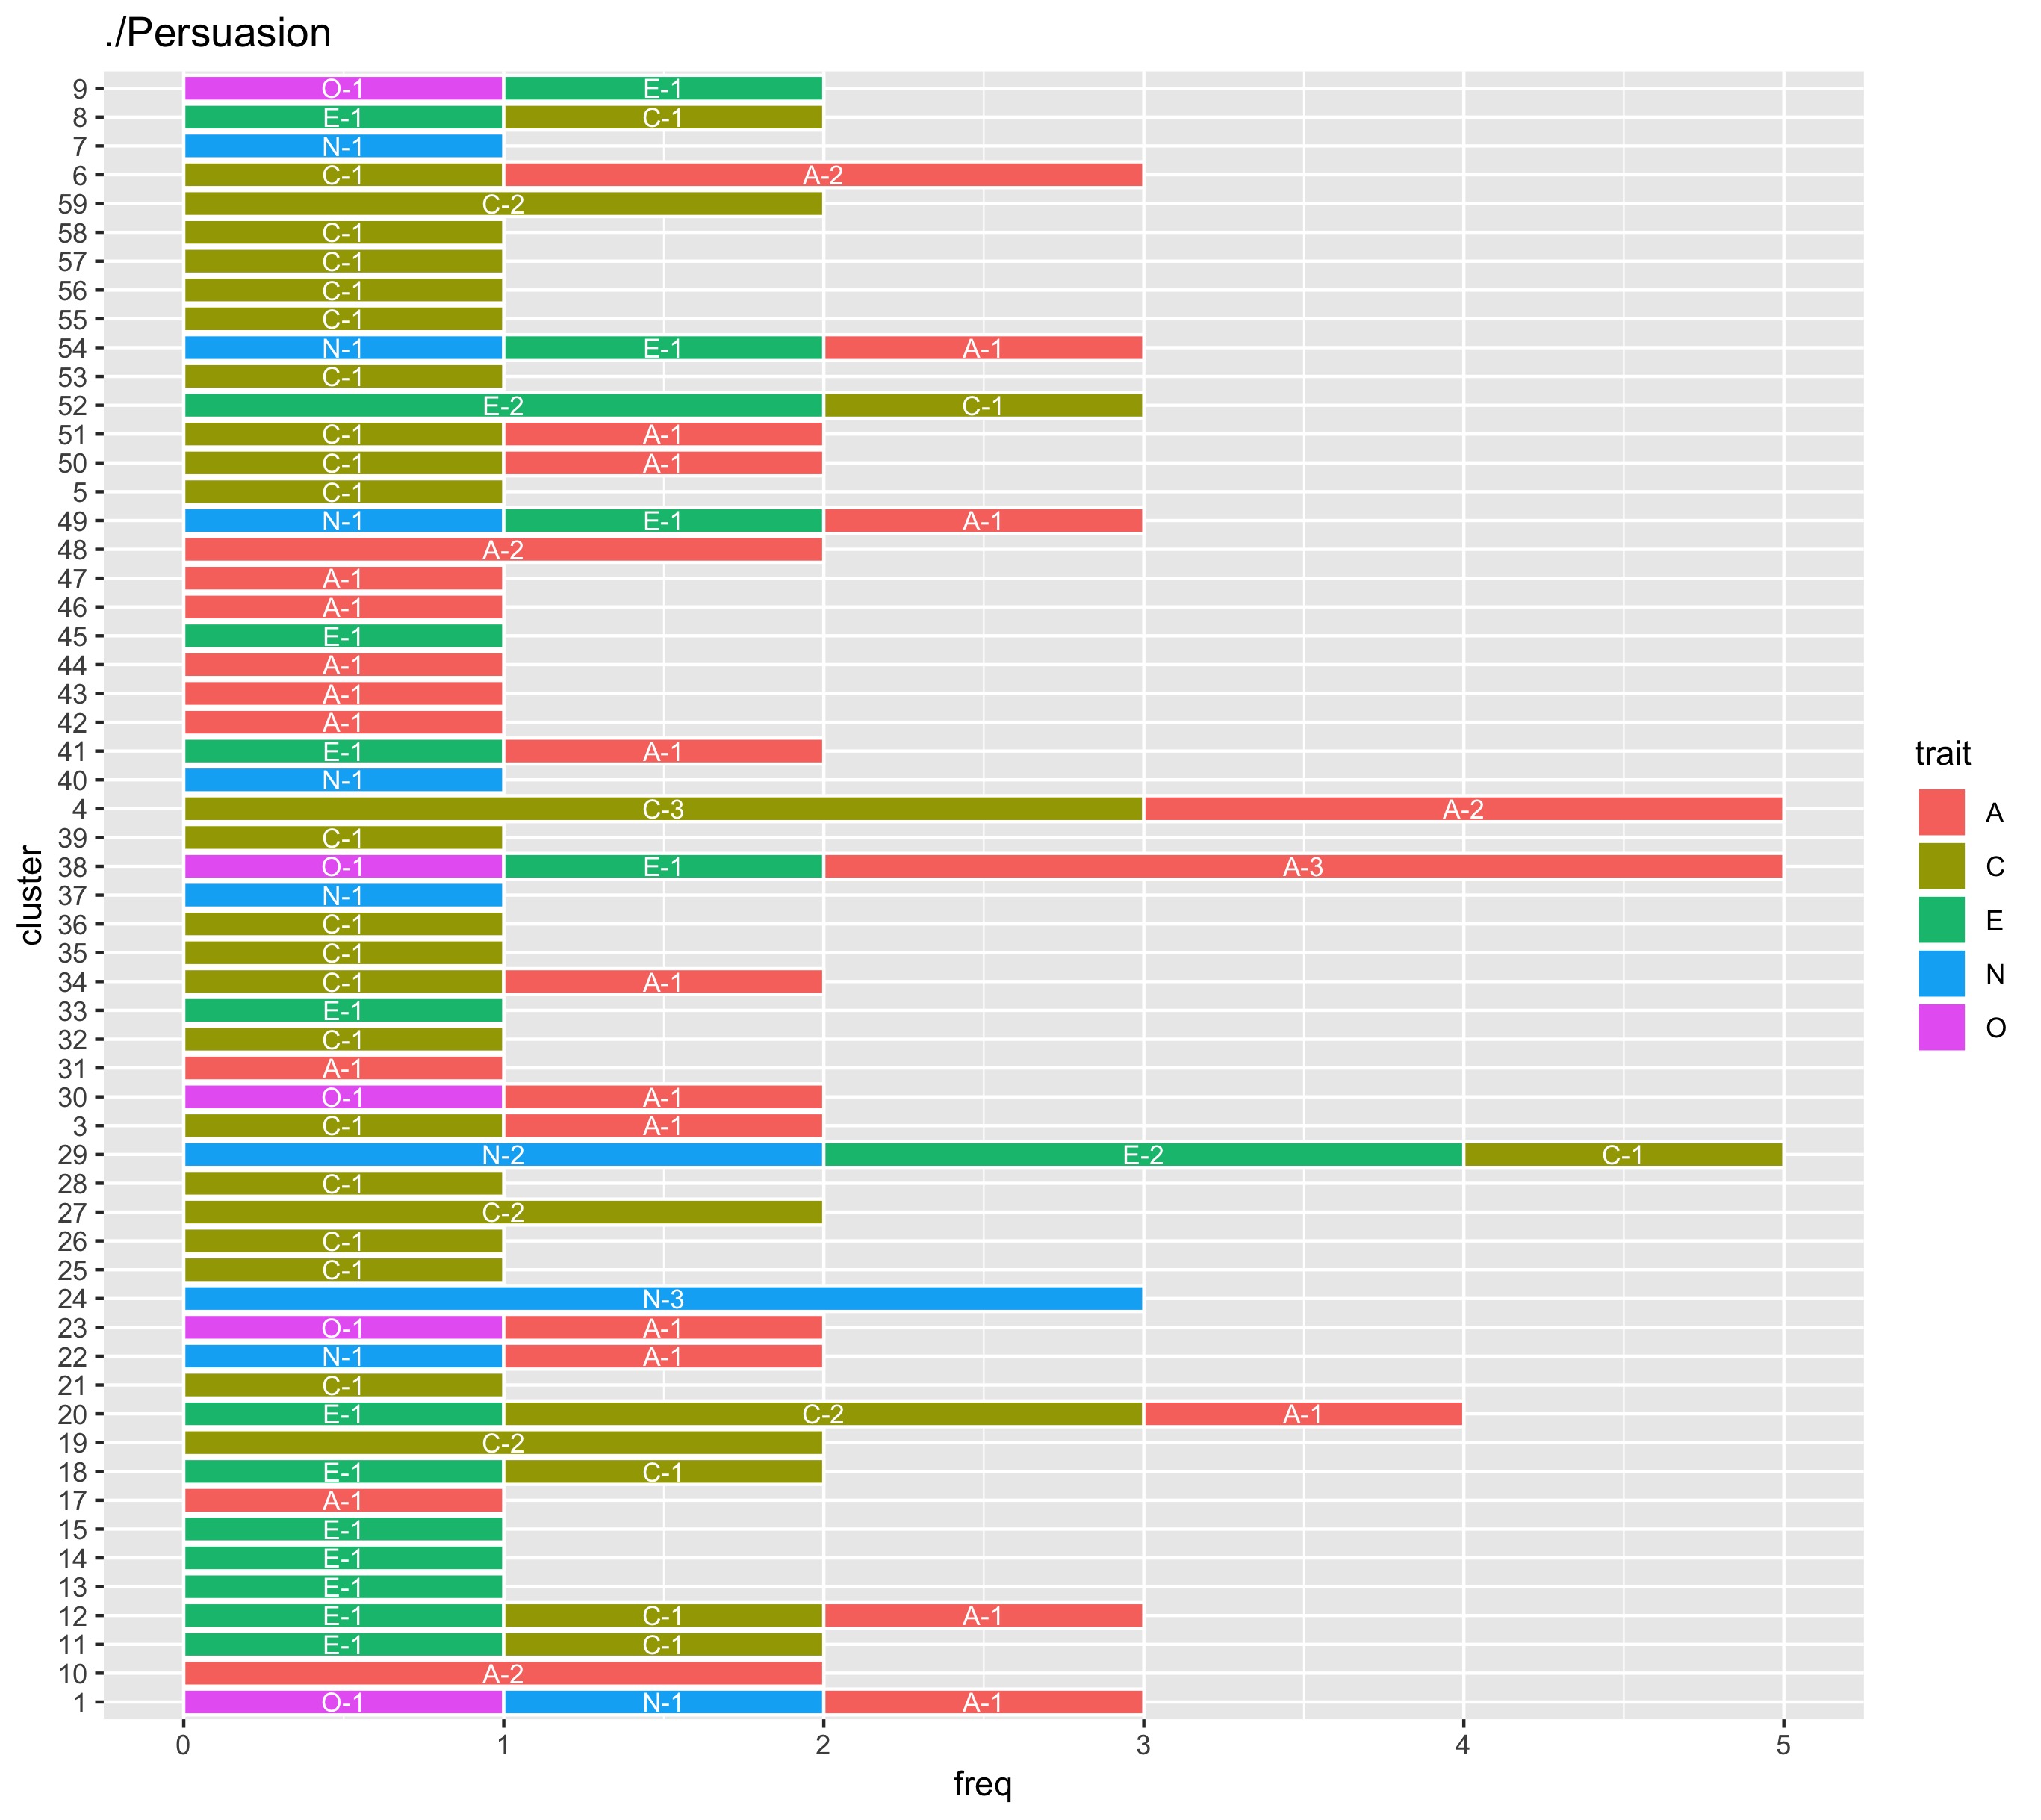 ./Persuasion
9 O-1 E-1
8 E-1 C-1
7 N-1
6 C-1 A-2
59 C-2
58 C-1
57 C-1
56 C-1
55 C-1
54 N-1 E-1 A-1
53 C-1
52 E-2 C-1
51 C-1 A-1
50 C-1 A-1
5 C-1
49 N-1 E-1 A-1
48 A-2
47 A-1
46 A-1
45 E-1
44 A-1
43 A-1
42 A-1
41 E-1 A-1
40 N-1
4 C-3 A-2
39 C-1
38 O-1 E-1 A-3
37 N-1
36 C-1
35 C-1
34 C-1 A-1
33 E-1
32 C-1
31 A-1
30 O-1 A-1
3 C-1 A-1
29 N-2 E-2 C-1
28 C-1
27 C-2
26 C-1
25 C-1
24 N-3
23 O-1 A-1
22 N-1 A-1
21 C-1
20 E-1 C-2 A-1
19 C-2
18 E-1 C-1
17 A-1
15 E-1
14 E-1
13 E-1
12 E-1 C-1 A-1
11 E-1 C-1
10 A-2
1 O-1 N-1 A-1
0 1 2 3 4 5
freq
cluster
trait
A
C
E
N
O